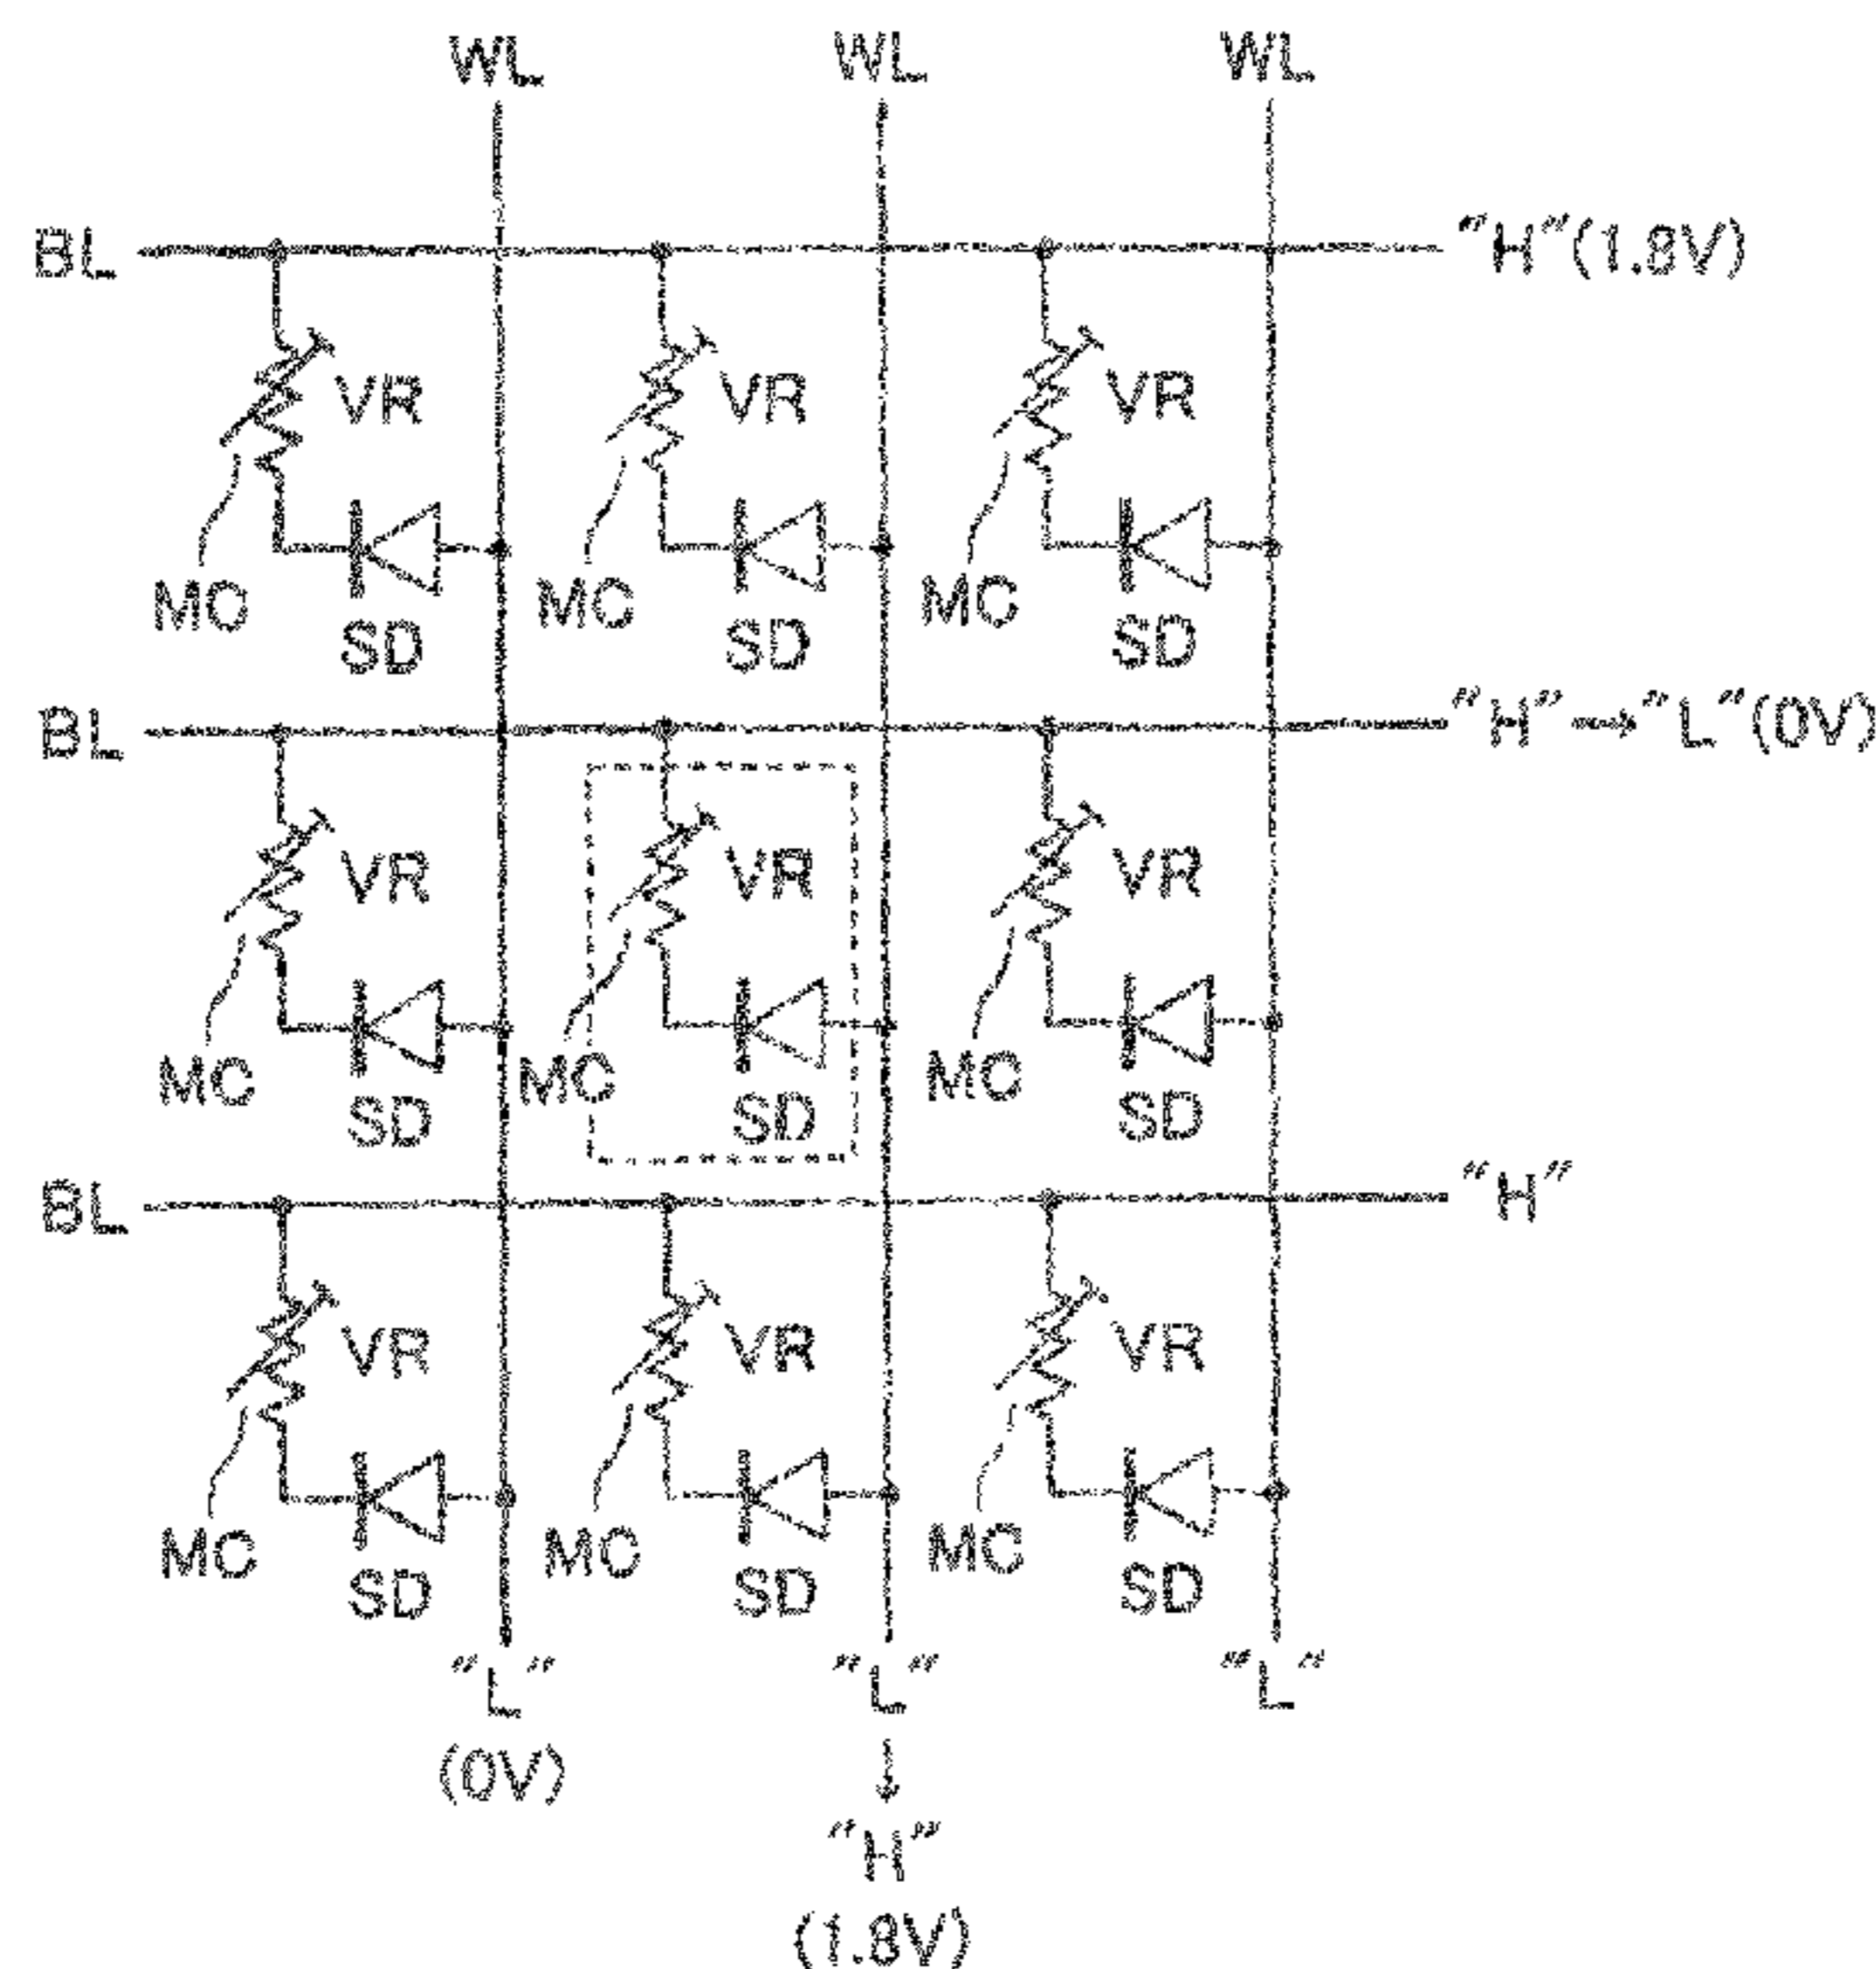 WL WL WL
BL "H"(1.8V)
VR VR VR
MC MC MC
SD SD SD
BL "H"→"L"(0V)
VR VR VR
MC MC MC
SD SD SD
BL "H"
VR VR VR
MC MC MC
SD SD SD
"L" "L" "L"
(0V)
↓
"H"
(1.8V)